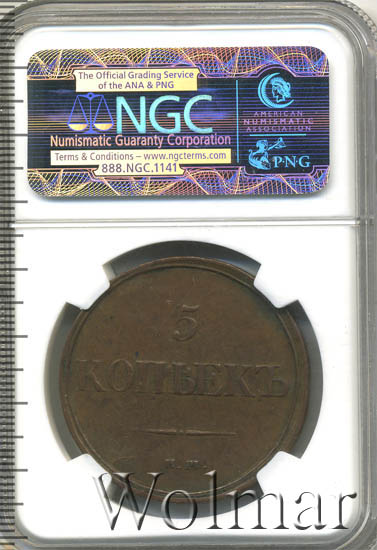 The Official Grading Service
of the ANA & PNG
NGC
Numismatic Guaranty Corporation
Terms & Conditions – www.ngcterms.com
888.NGC.1141
AMERICAN
NUMISMATIC
ASSOCIATION
PNG
5
КОПѢЕКЪ
Wolmar